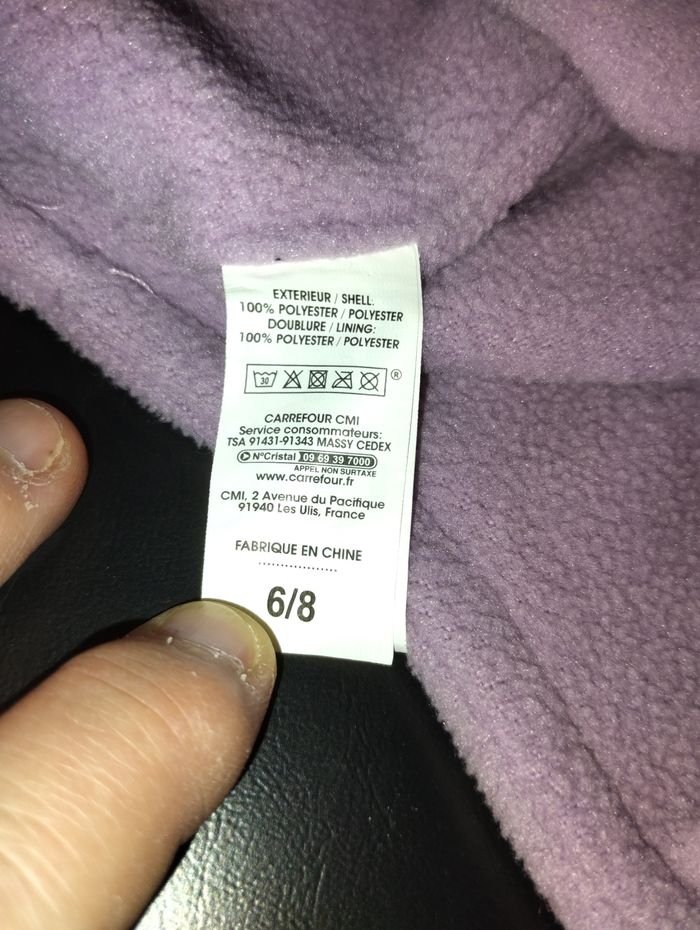 EXTERIEUR / SHELL:
100% POLYESTER / POLYESTER
DOUBLURE / LINING:
100% POLYESTER / POLYESTER
30
®
CARREFOUR CMI
Service consommateurs:
TSA 91431-91343 MASSY CEDEX
N°Cristal 09 69 39 7000
APPEL NON SURTAXE
www.carrefour.fr
CMI, 2 Avenue du Pacifique
91940 Les Ulis, France
FABRIQUE EN CHINE
..................
6/8